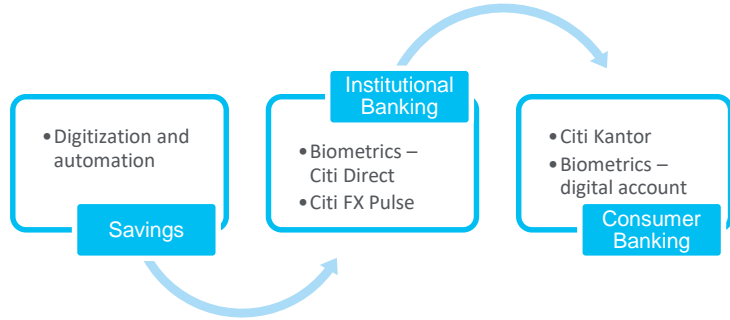 •Digitization and
automation
Savings
Institutional
Banking
•Biometrics –
Citi Direct
•Citi FX Pulse
•Citi Kantor
•Biometrics –
digital account
Consumer
Banking